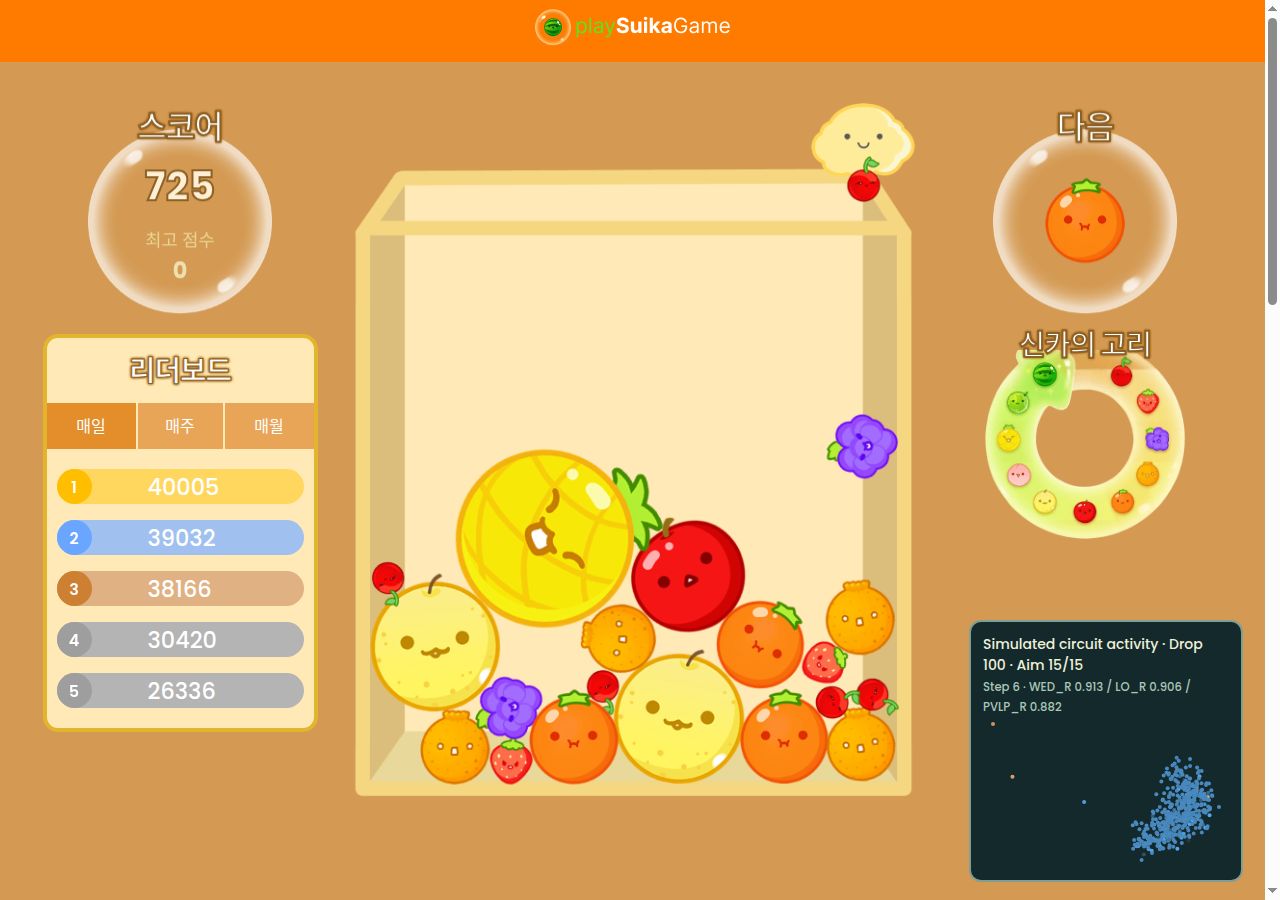 playSuikaGame
스코어
725
최고 점수
0
다음
신카의 고리
리더보드
매일 매주 매월
1 40005
2 39032
3 38166
4 30420
5 26336
Simulated circuit activity · Drop
100 · Aim 15/15
Step 6 · WED_R 0.913 / LO_R 0.906 /
PVLP_R 0.882